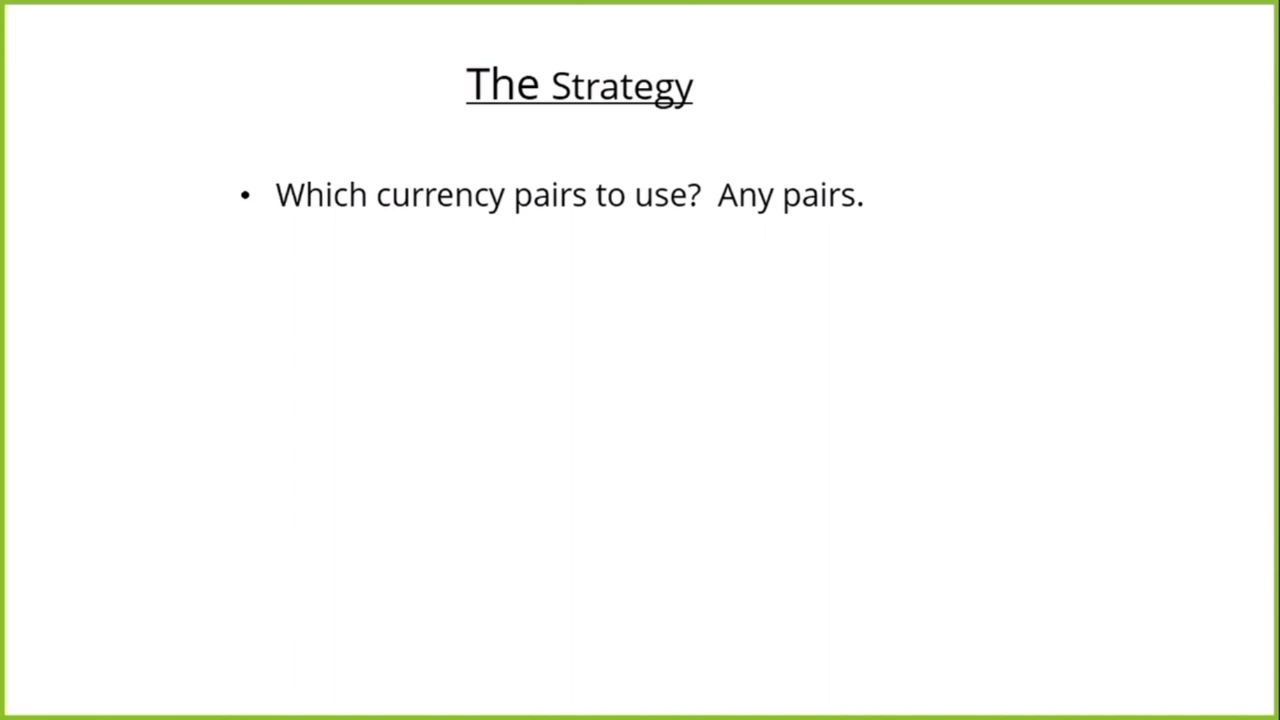 The Strategy
• Which currency pairs to use?  Any pairs.